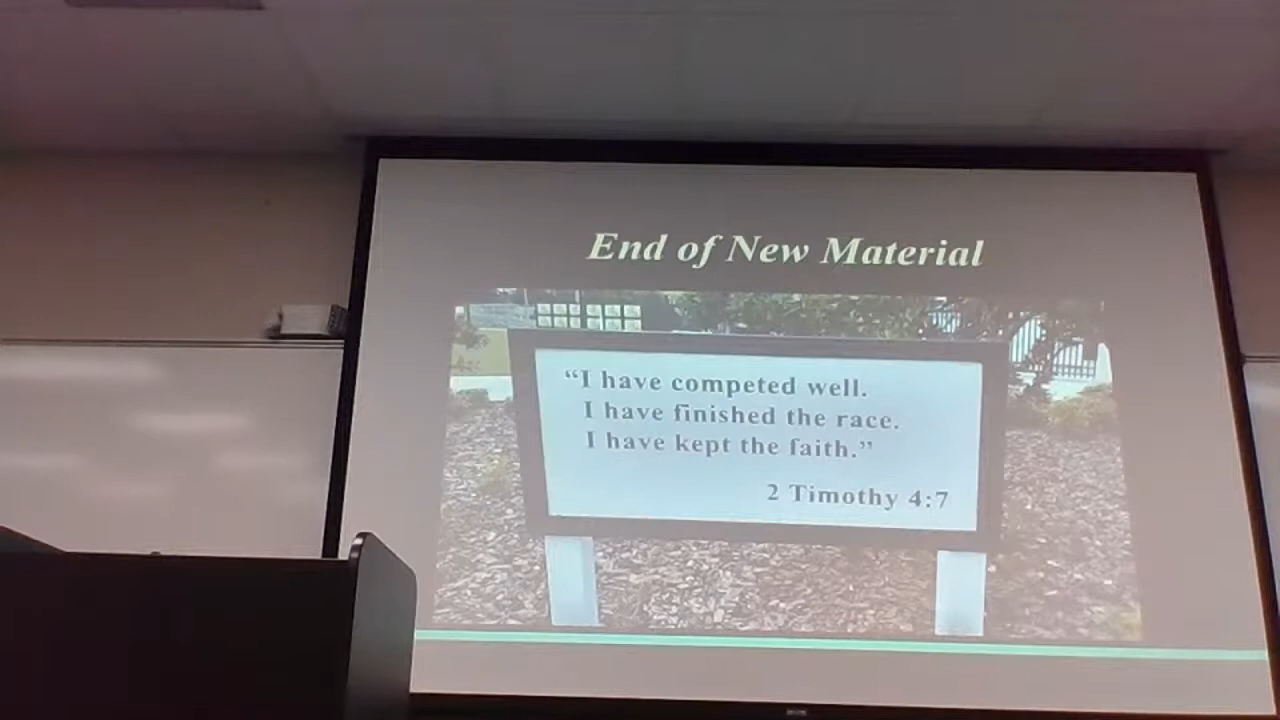 End of New Material
“I have competed well.
I have finished the race.
I have kept the faith.”
2 Timothy 4:7